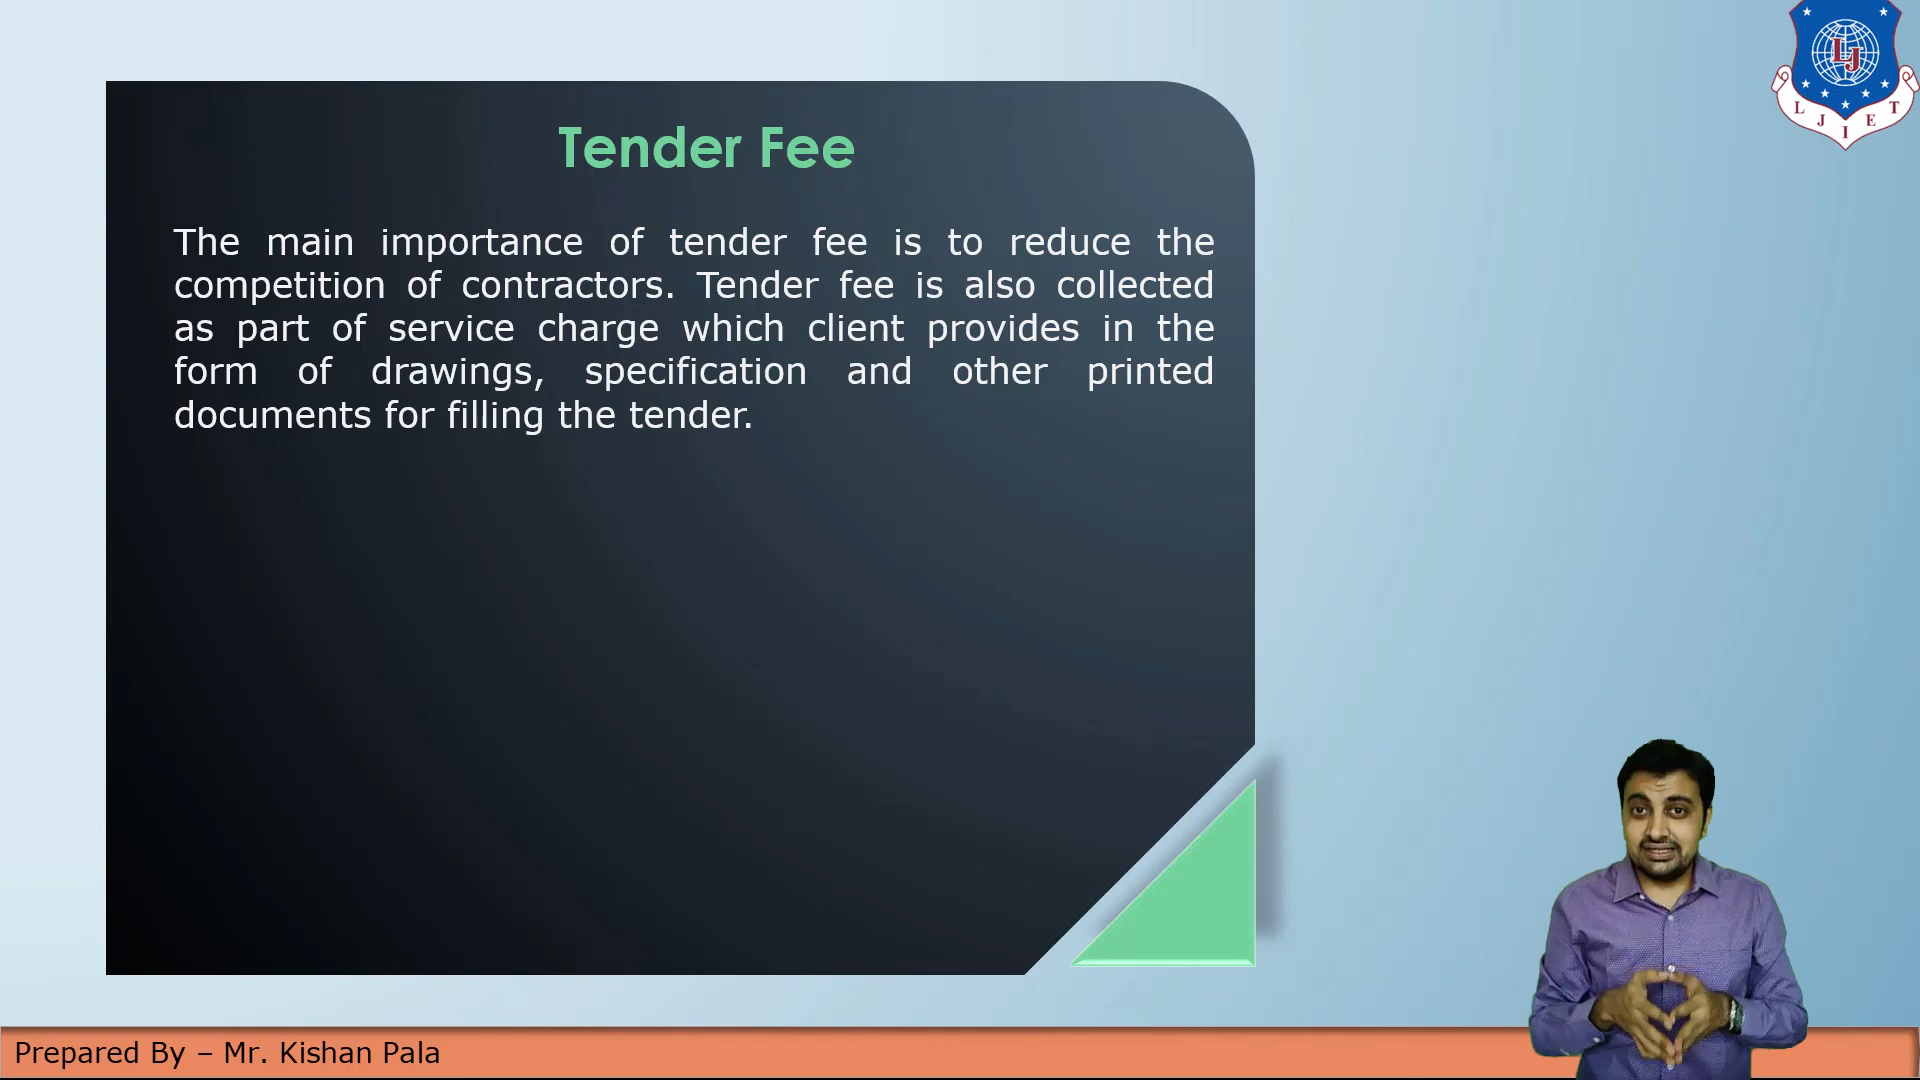 Tender Fee
The main importance of tender fee is to reduce the
competition of contractors. Tender fee is also collected
as part of service charge which client provides in the
form of drawings, specification and other printed
documents for filling the tender.
LJ
L J I E T
Prepared By – Mr. Kishan Pala